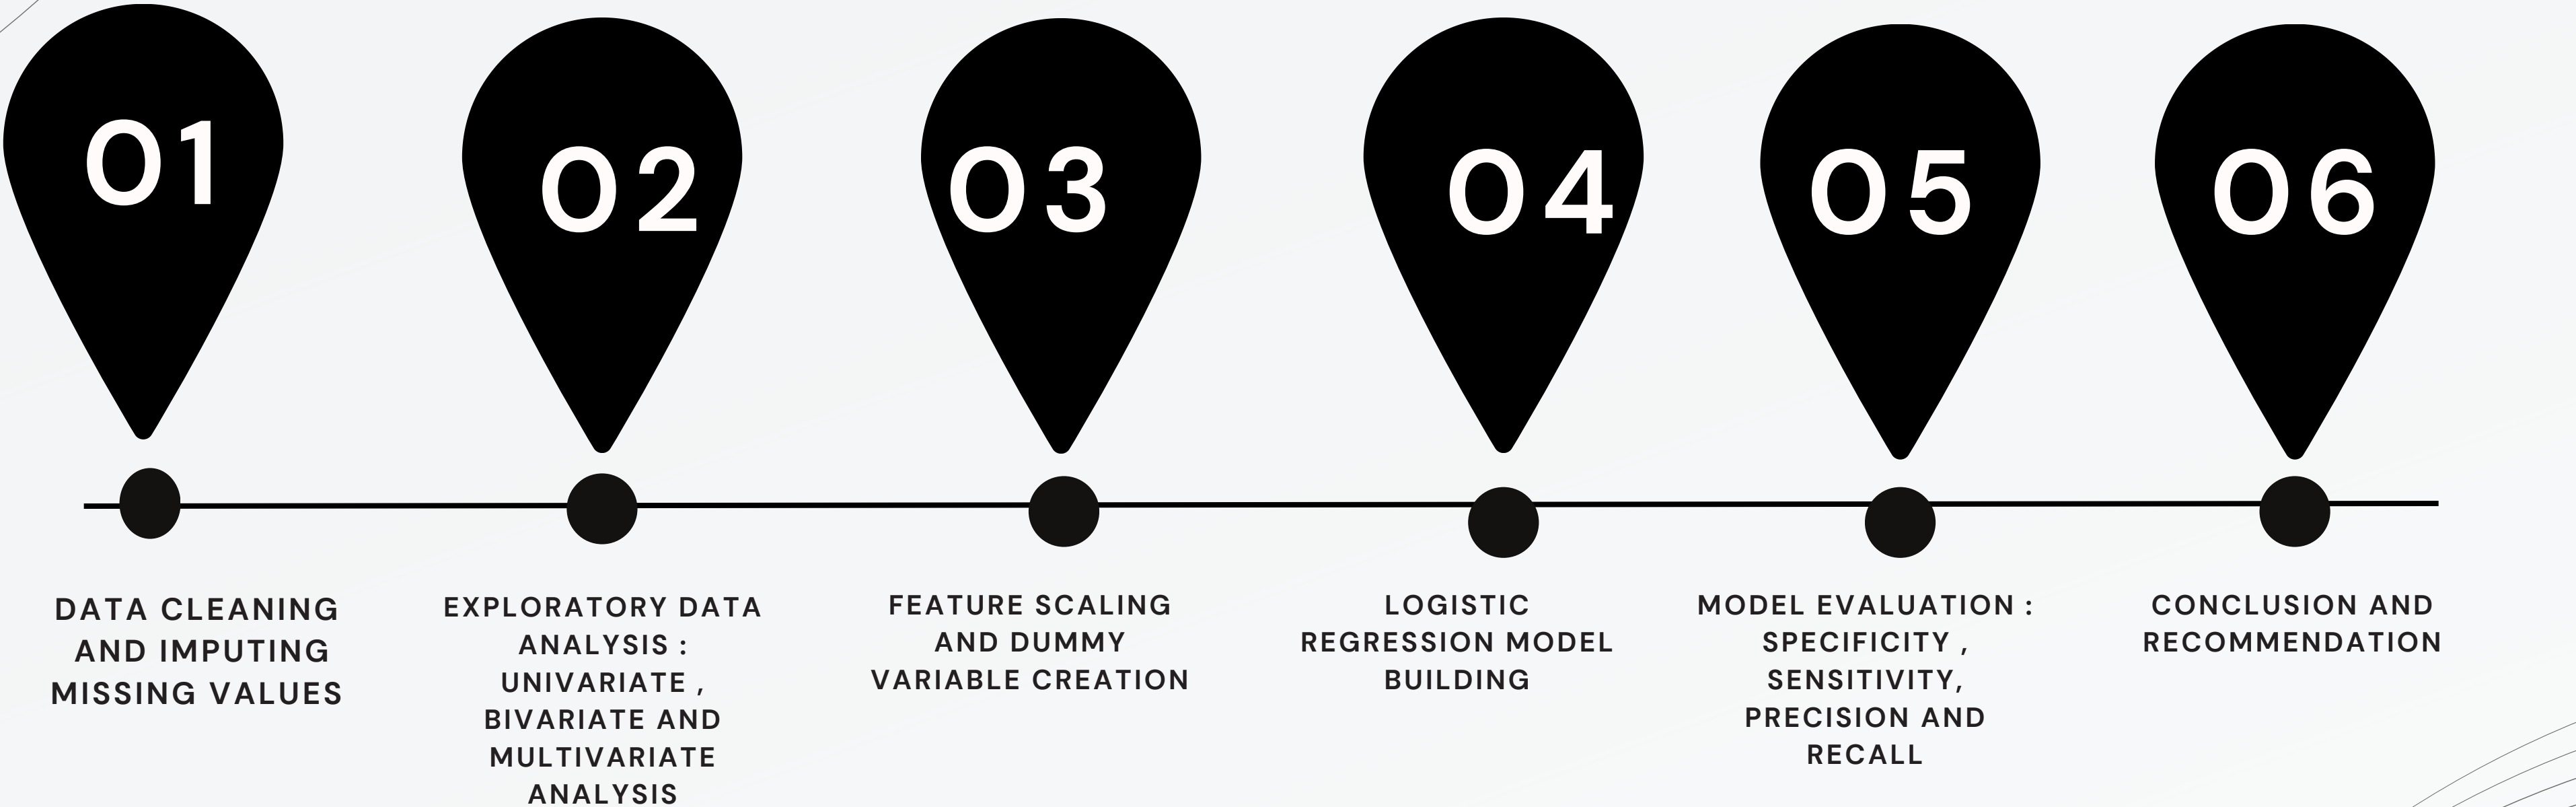 01
02
03
04
05
06
DATA CLEANING
AND IMPUTING
MISSING VALUES
EXPLORATORY DATA
ANALYSIS :
UNIVARIATE ,
BIVARIATE AND
MULTIVARIATE
ANALYSIS
FEATURE SCALING
AND DUMMY
VARIABLE CREATION
LOGISTIC
REGRESSION MODEL
BUILDING
MODEL EVALUATION :
SPECIFICITY ,
SENSITIVITY,
PRECISION AND
RECALL
CONCLUSION AND
RECOMMENDATION